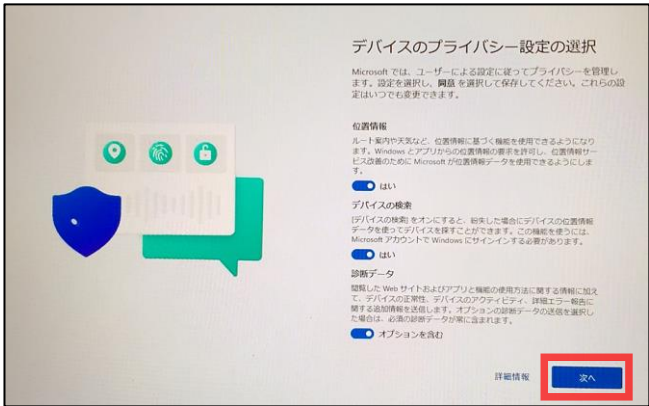 デバイスのプライバシー設定の選択
Microsoft では、ユーザーによる設定に従ってプライバシーを管理し
ます。設定を選択し、同意 を選択して保存してください。これらの設
定はいつでも変更できます。
位置情報
ルート案内や天気など、位置情報に基づく機能を使用できるようになり
ます。Windows とアプリからの位置情報の要求を許可し、位置情報サー
ビス改善のために Microsoft が位置情報データを使用できるようにしま
す。
はい
デバイスの検索
[デバイスの検索] をオンにすると、紛失した場合にデバイスの位置情報
データを使ってデバイスを探すことができます。この機能を使うには、
Microsoft アカウントで Windows にサインインする必要があります。
はい
診断データ
閲覧した Web サイトおよびアプリと機能の使用方法に関する情報に加え
て、デバイスの正常性、デバイスのアクティビティ、詳細エラー報告に
関する追加情報を送信します。オプションの診断データの送信を選択し
た場合は、必須の診断データが常に含まれます。
オプションを含む
詳細情報
次へ